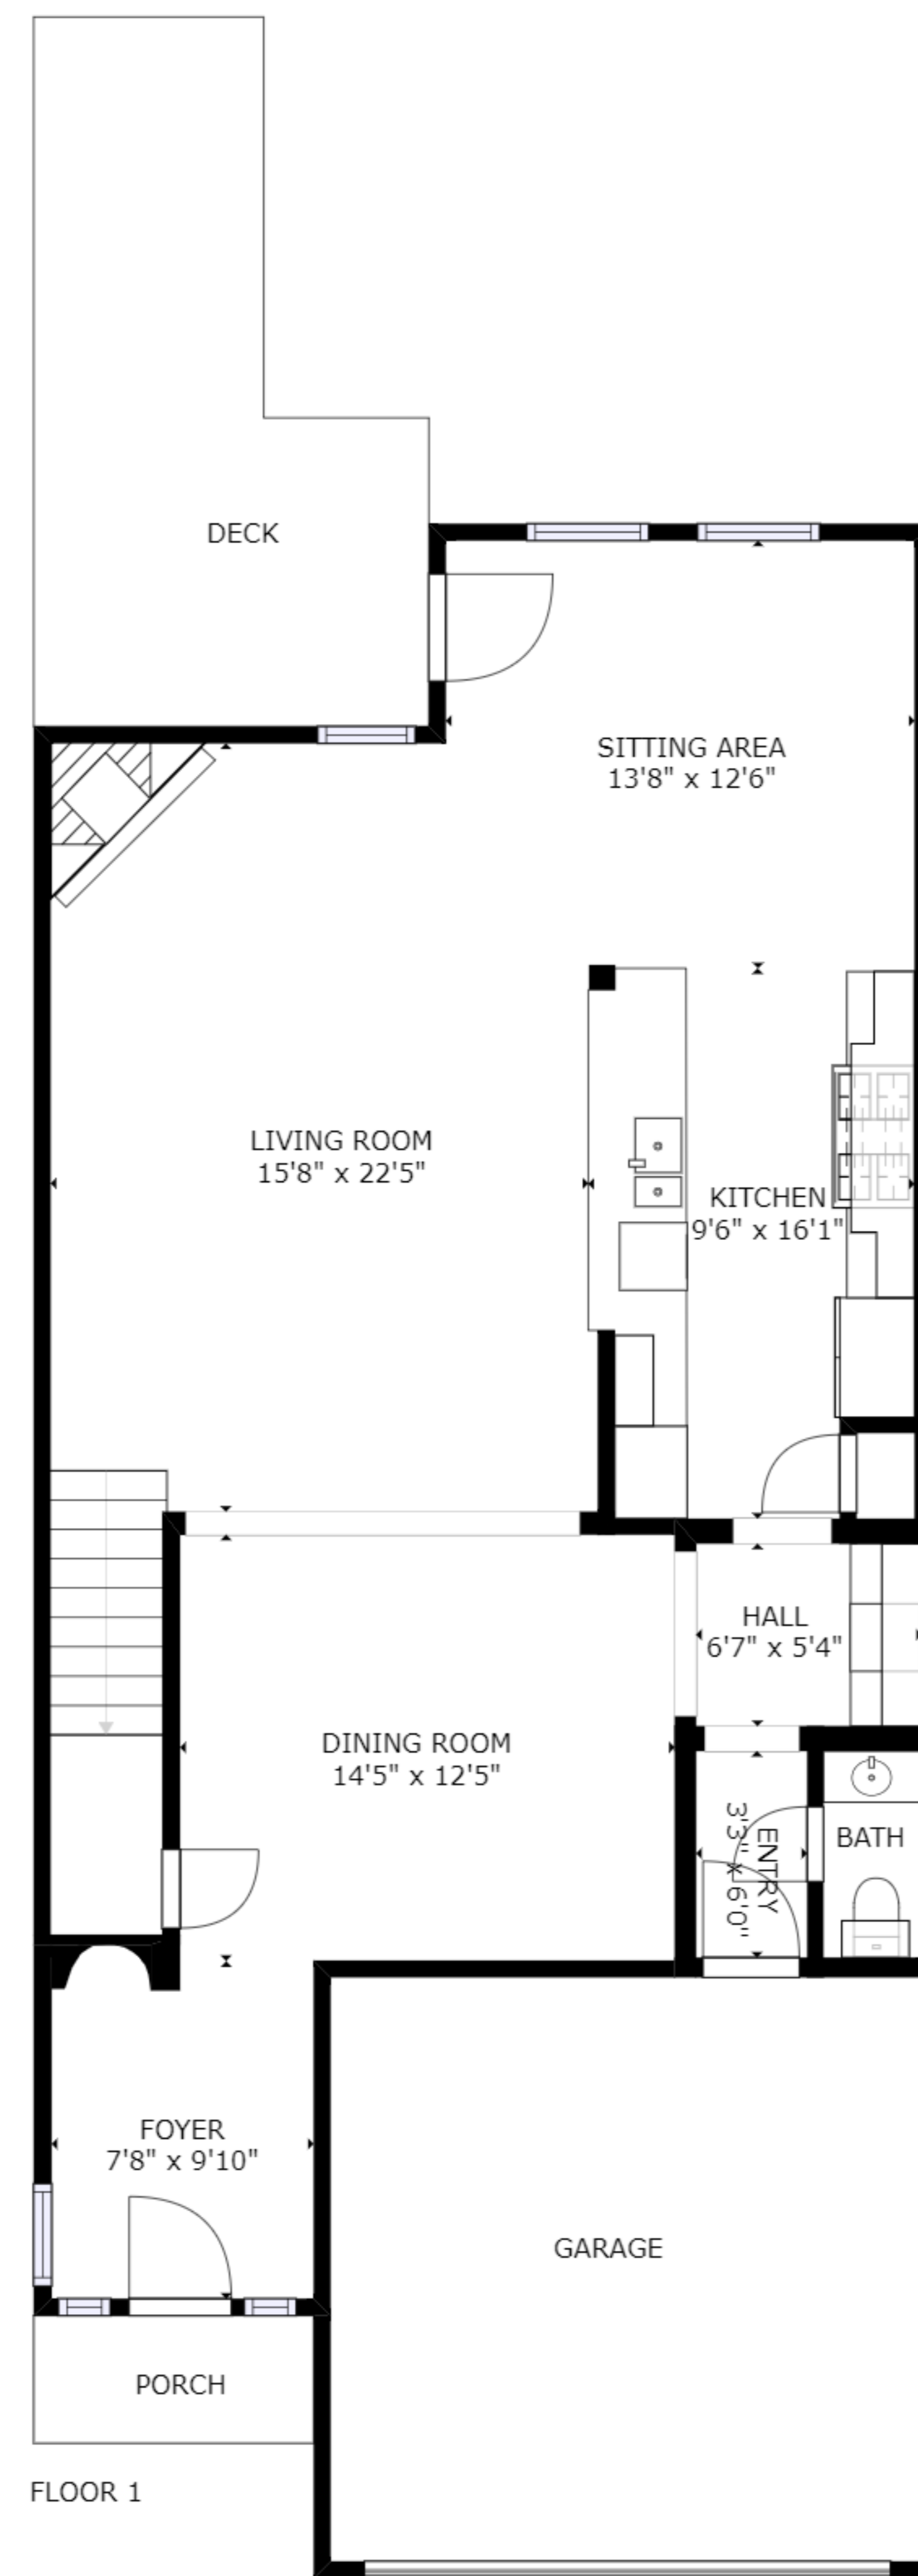 DECK
SITTING AREA
13'8" x 12'6"
LIVING ROOM
15'8" x 22'5"
KITCHEN
9'6" x 16'1"
HALL
6'7" x 5'4"
DINING ROOM
14'5" x 12'5"
ENTRY
3'3" x 6'0"
BATH
FOYER
7'8" x 9'10"
GARAGE
PORCH
FLOOR 1